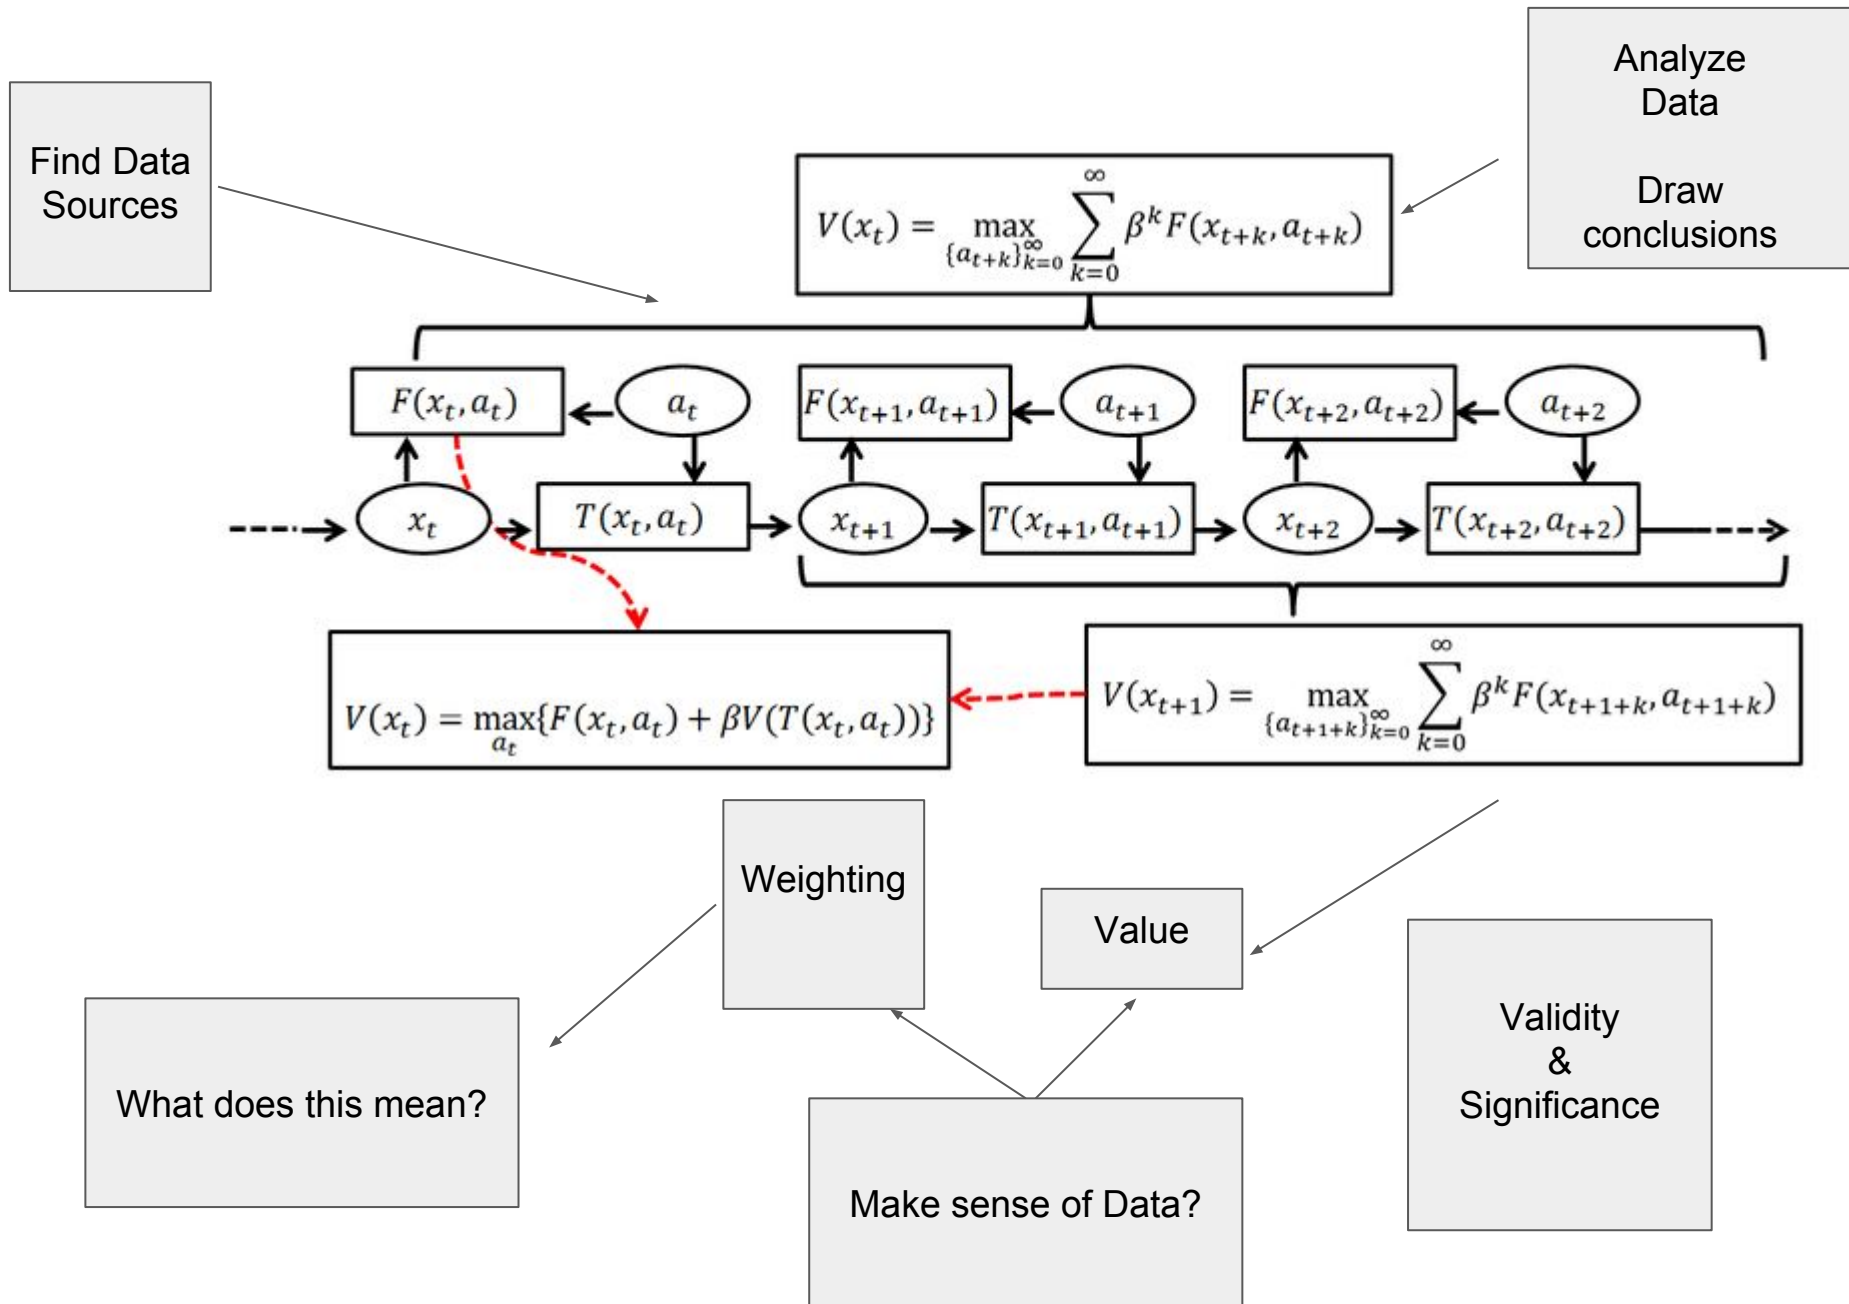 Analyze
Data
Draw
conclusions
Find Data
Sources
V(x_t) = max_{{a_{t+k}}_{k=0}^∞} ∑_{k=0}^∞ β^k F(x_{t+k}, a_{t+k})
F(x_t, a_t)
a_t
F(x_{t+1}, a_{t+1})
a_{t+1}
F(x_{t+2}, a_{t+2})
a_{t+2}
x_t
T(x_t, a_t)
x_{t+1}
T(x_{t+1}, a_{t+1})
x_{t+2}
T(x_{t+2}, a_{t+2})
V(x_t) = max_{a_t}{F(x_t, a_t) + βV(T(x_t, a_t))}
V(x_{t+1}) = max_{{a_{t+1+k}}_{k=0}^∞} ∑_{k=0}^∞ β^k F(x_{t+1+k}, a_{t+1+k})
Weighting
Value
Validity
&
Significance
What does this mean?
Make sense of Data?